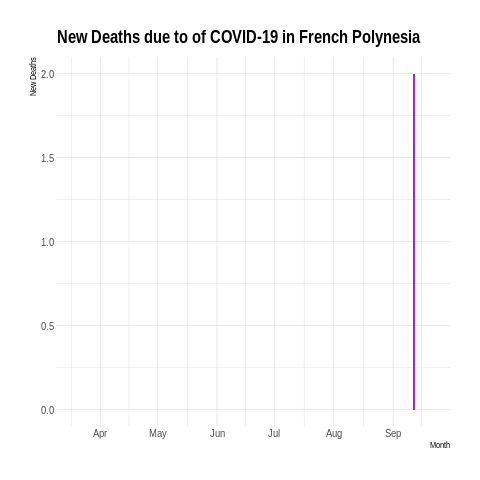 New Deaths due to of COVID-19 in French Polynesia
New Deaths
2.0
1.5
1.0
0.5
0.0
Apr May Jun Jul Aug Sep
Month